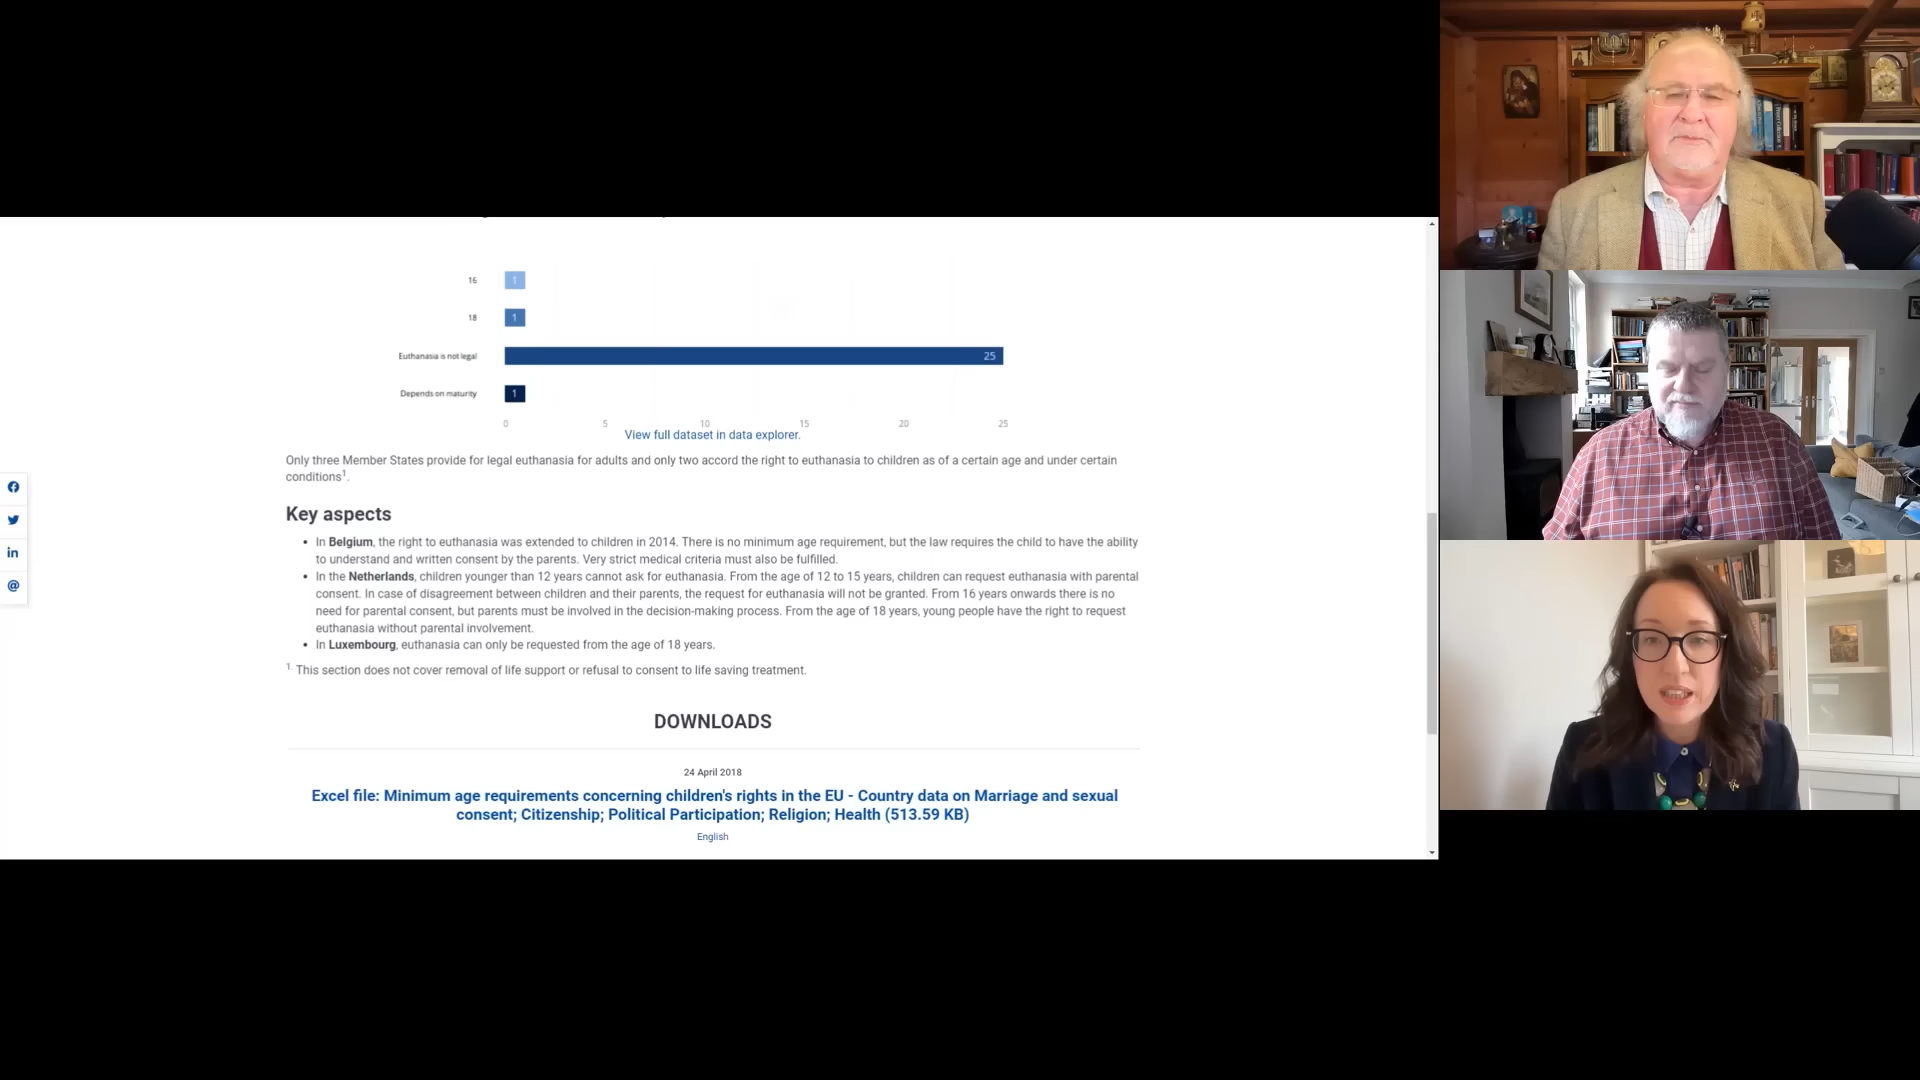 16
1
18
1
Euthanasia is not legal
25
Depends on maturity
1
0 5 10 15 20 25
View full dataset in data explorer.
Only three Member States provide for legal euthanasia for adults and only two accord the right to euthanasia to children as of a certain age and under certain
conditions1.
Key aspects
• In Belgium, the right to euthanasia was extended to children in 2014. There is no minimum age requirement, but the law requires the child to have the ability
to understand and written consent by the parents. Very strict medical criteria must also be fulfilled.
• In the Netherlands, children younger than 12 years cannot ask for euthanasia. From the age of 12 to 15 years, children can request euthanasia with parental
consent. In case of disagreement between children and their parents, the request for euthanasia will not be granted. From 16 years onwards there is no
need for parental consent, but parents must be involved in the decision-making process. From the age of 18 years, young people have the right to request
euthanasia without parental involvement.
• In Luxembourg, euthanasia can only be requested from the age of 18 years.
1. This section does not cover removal of life support or refusal to consent to life saving treatment.
DOWNLOADS
24 April 2018
Excel file: Minimum age requirements concerning children's rights in the EU - Country data on Marriage and sexual
consent; Citizenship; Political Participation; Religion; Health (513.59 KB)
English